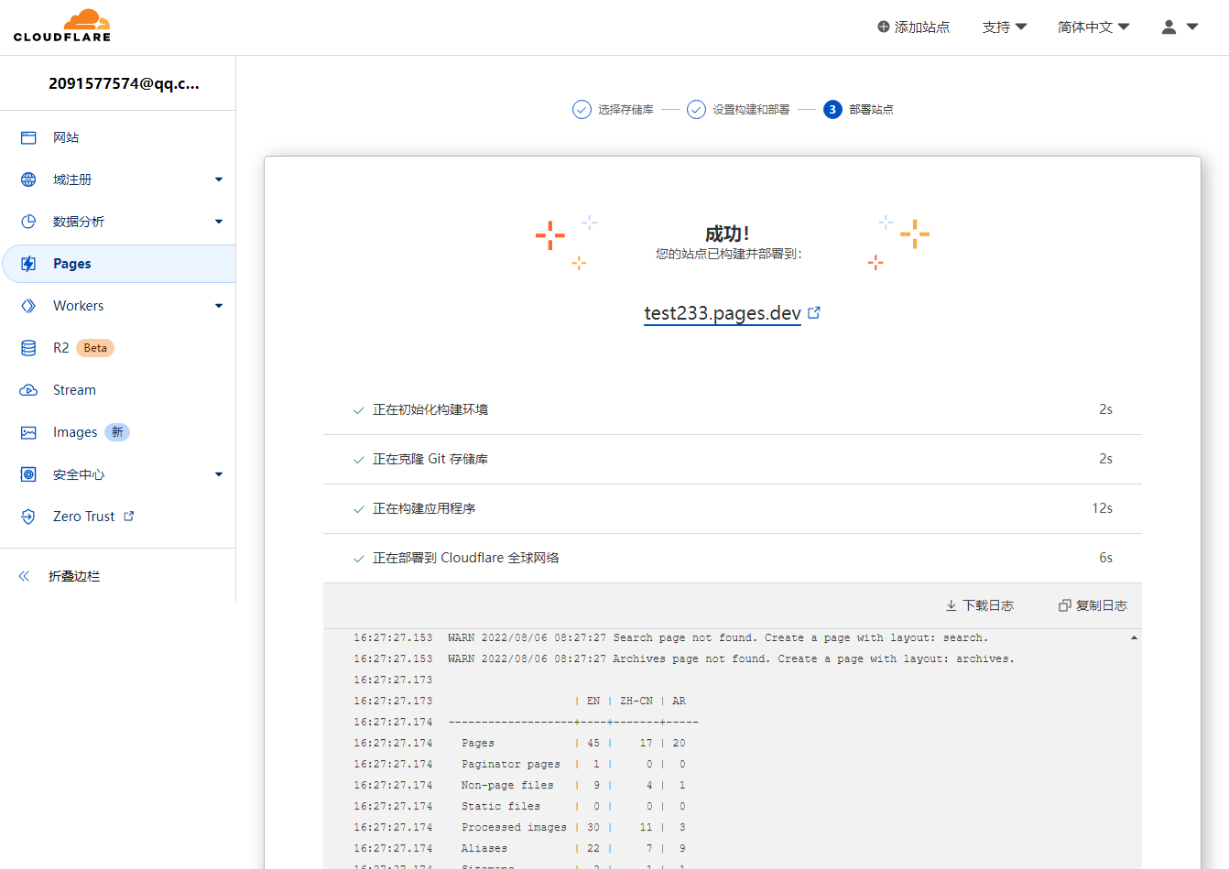 CLOUDFLARE
添加站点 支持 简体中文
2091577574@qq.c...
网站
域注册
数据分析
Pages
Workers
R2 Beta
Stream
Images 新
安全中心
Zero Trust
折叠边栏
选择存储库 设置构建和部署 3 部署站点
成功!
您的站点已构建并部署到:
test233.pages.dev
正在初始化构建环境 2s
正在克隆 Git 存储库 2s
正在构建应用程序 12s
正在部署到 Cloudflare 全球网络 6s
下载日志 复制日志
16:27:27.153 WARN 2022/08/06 08:27:27 Search page not found. Create a page with layout: search.
16:27:27.153 WARN 2022/08/06 08:27:27 Archives page not found. Create a page with layout: archives.
16:27:27.173
16:27:27.173 | EN | ZH-CN | AR
16:27:27.174 -------------------+----+-------+-----
16:27:27.174 Pages | 45 | 17 | 20
16:27:27.174 Paginator pages | 1 | 0 | 0
16:27:27.174 Non-page files | 9 | 4 | 1
16:27:27.174 Static files | 0 | 0 | 0
16:27:27.174 Processed images | 30 | 11 | 3
16:27:27.174 Aliases | 22 | 7 | 9